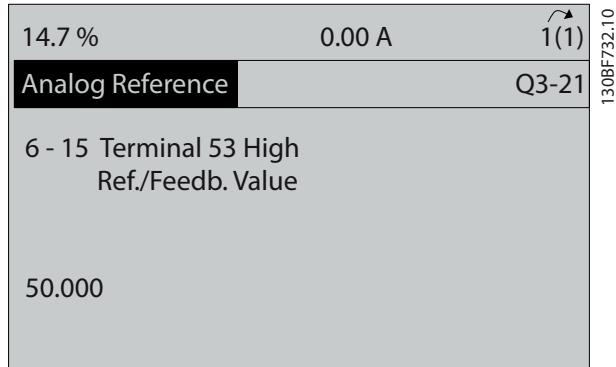 14.7 % 0.00 A 1(1)
Analog Reference Q3-21
6 - 15 Terminal 53 High
Ref./Feedb. Value
50.000
130BF732.10